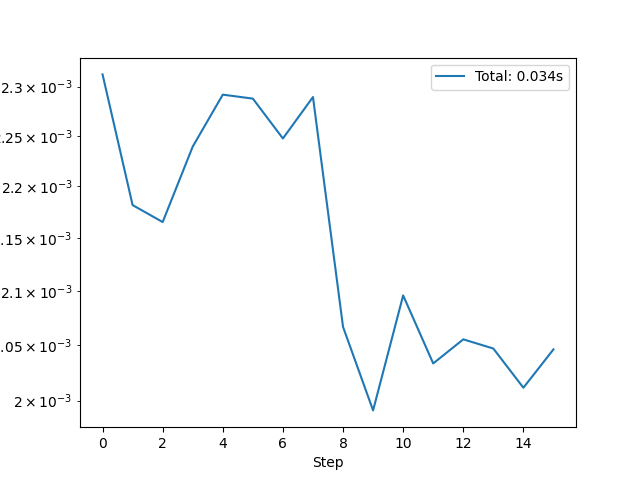 Total: 0.034s
2.3 × 10⁻³
2.25 × 10⁻³
2.2 × 10⁻³
.15 × 10⁻³
2.1 × 10⁻³
.05 × 10⁻³
2 × 10⁻³
0 2 4 6 8 10 12 14
Step